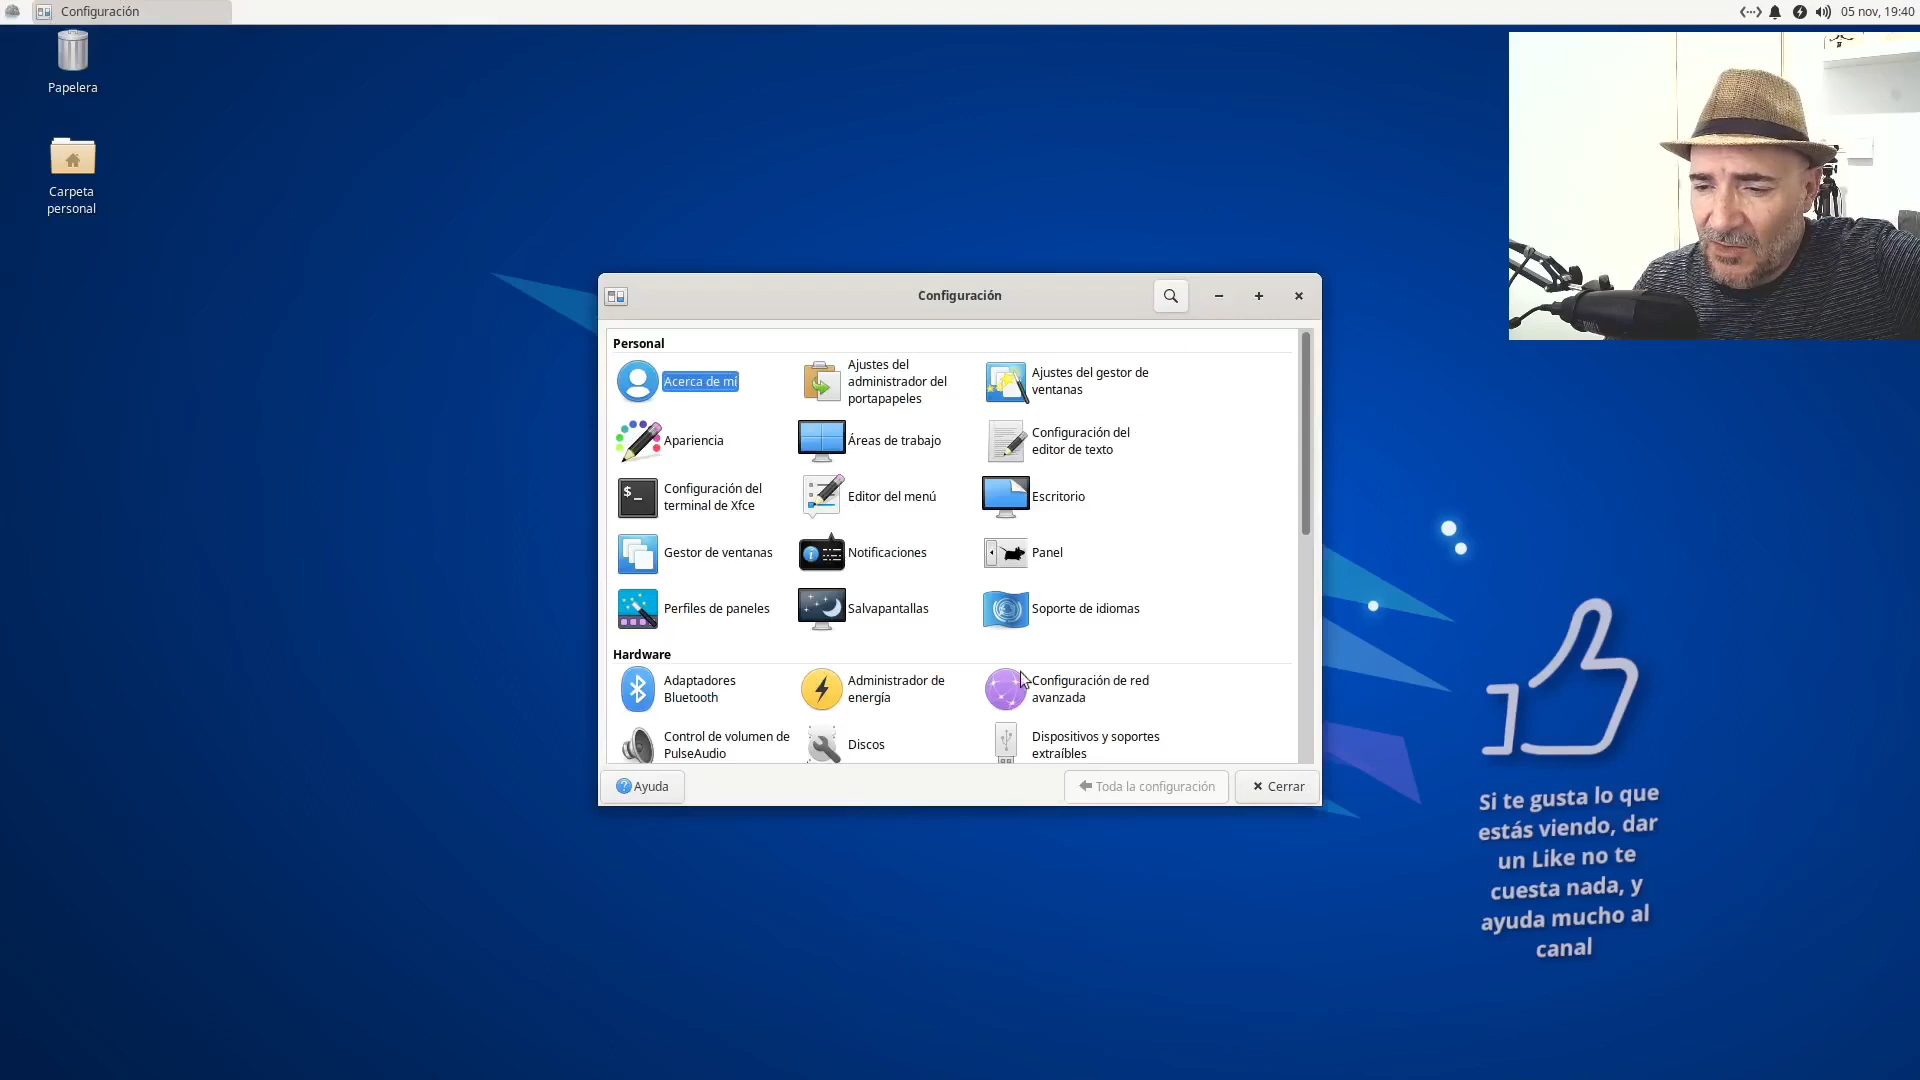 Configuración
05 nov, 19:40
Papelera
Carpeta
personal
Configuración
Personal
Acerca de mí
Ajustes del
administrador del
portapapeles
Ajustes del gestor de
ventanas
Apariencia
Áreas de trabajo
Configuración del
editor de texto
$_
Configuración del
terminal de Xfce
Editor del menú
Escritorio
Gestor de ventanas
Notificaciones
Panel
Perfiles de paneles
Salvapantallas
Soporte de idiomas
Hardware
Adaptadores
Bluetooth
Administrador de
energía
Configuración de red
avanzada
Control de volumen de
PulseAudio
Discos
Dispositivos y soportes
extraíbles
Ayuda
Toda la configuración
Cerrar
Si te gusta lo que
estás viendo, dar
un Like no te
cuesta nada, y
ayuda mucho al
canal